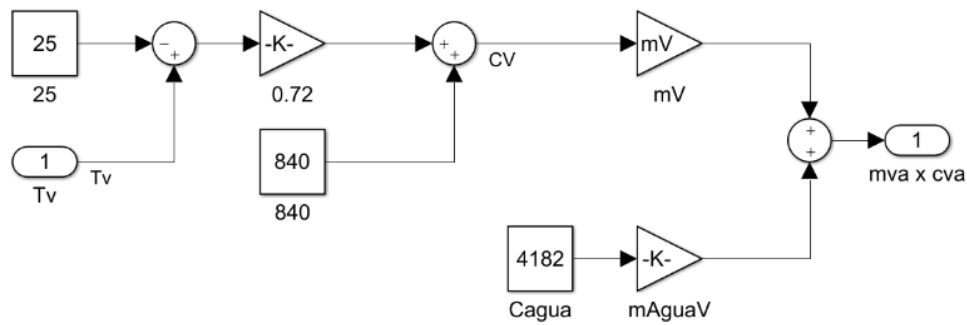 25
−
+
-K-
+
+
CV
mV
25
0.72
mV
1
Tv
Tv
840
840
+
+
1
mva x cva
4182
-K-
Cagua
mAguaV